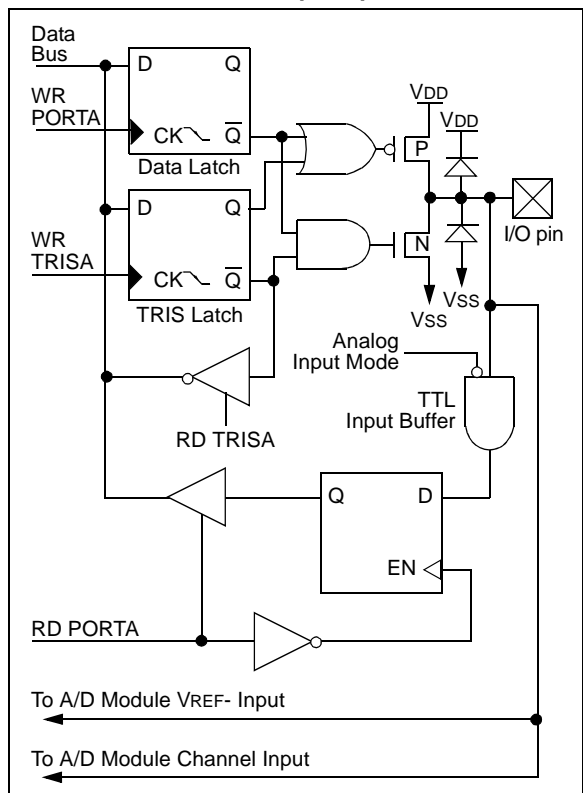 Data
Bus
D Q
WR
PORTA
CK Q
Data Latch
VDD
VDD
P
D Q
I/O pin
WR
TRISA
N
CK Q
TRIS Latch
VSS
VSS
Analog
Input Mode
TTL
Input Buffer
RD TRISA
Q D
EN
RD PORTA
To A/D Module VREF- Input
To A/D Module Channel Input